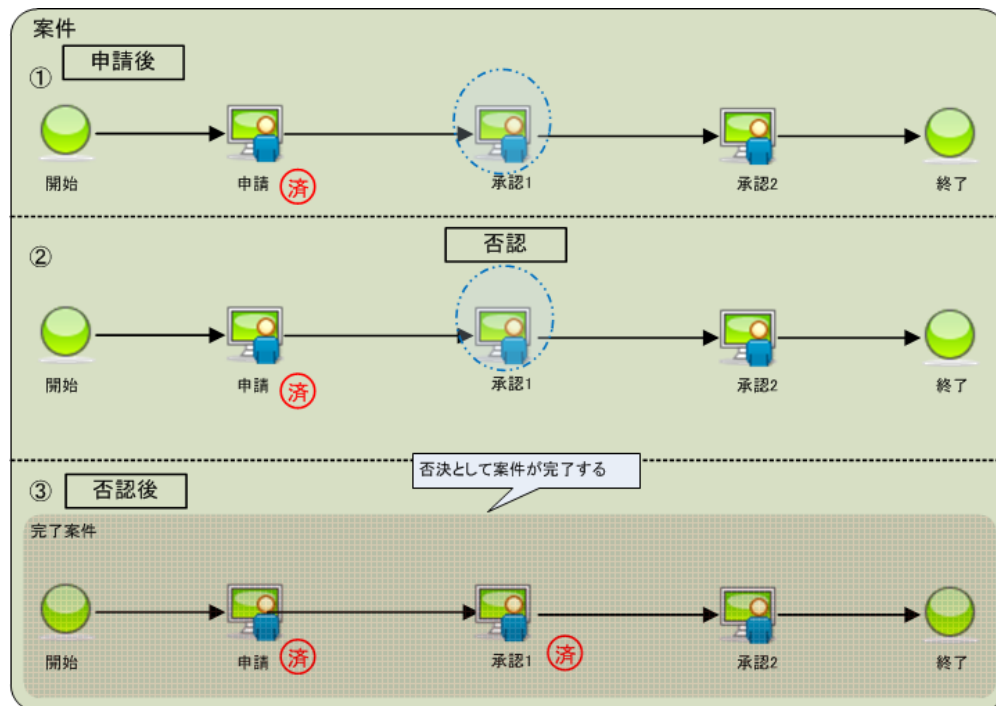 案件
申請後
①
開始
申請
済
承認1
承認2
終了
否認
②
開始
申請
済
承認1
承認2
終了
否決として案件が完了する
③
否認後
完了案件
開始
申請
済
承認1
済
承認2
終了